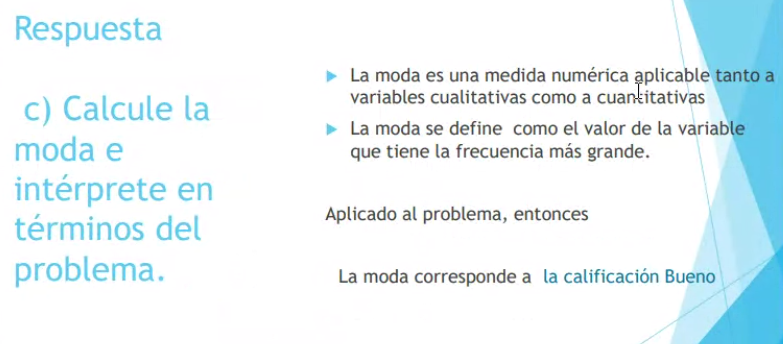 Respuesta
c) Calcule la
moda e
intérprete en
términos del
problema.
La moda es una medida numérica aplicable tanto a
variables cualitativas como a cuantitativas
La moda se define como el valor de la variable
que tiene la frecuencia más grande.
Aplicado al problema, entonces
La moda corresponde a la calificación Bueno